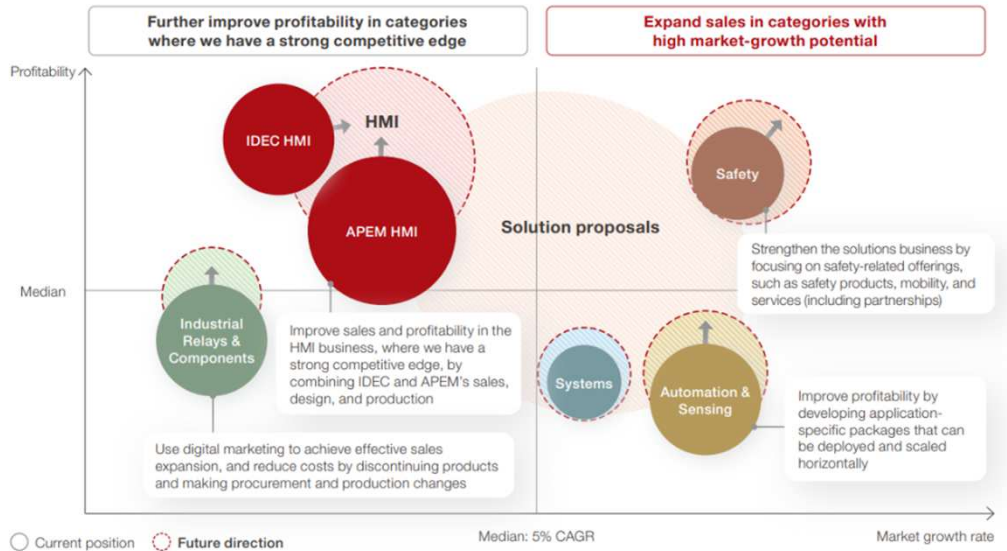 Further improve profitability in categories
where we have a strong competitive edge
Expand sales in categories with
high market-growth potential
Profitability
IDEC HMI
HMI
APEM HMI
Safety
Solution proposals
Strengthen the solutions business by
focusing on safety-related offerings,
such as safety products, mobility, and
services (including partnerships)
Median
Industrial
Relays &
Components
Improve sales and profitability in the
HMI business, where we have a
strong competitive edge, by
combining IDEC and APEM's sales,
design, and production
Systems
Automation &
Sensing
Improve profitability by
developing application-
specific packages that can
be deployed and scaled
horizontally
Use digital marketing to achieve effective sales
expansion, and reduce costs by discontinuing products
and making procurement and production changes
Current position
Future direction
Median: 5% CAGR
Market growth rate